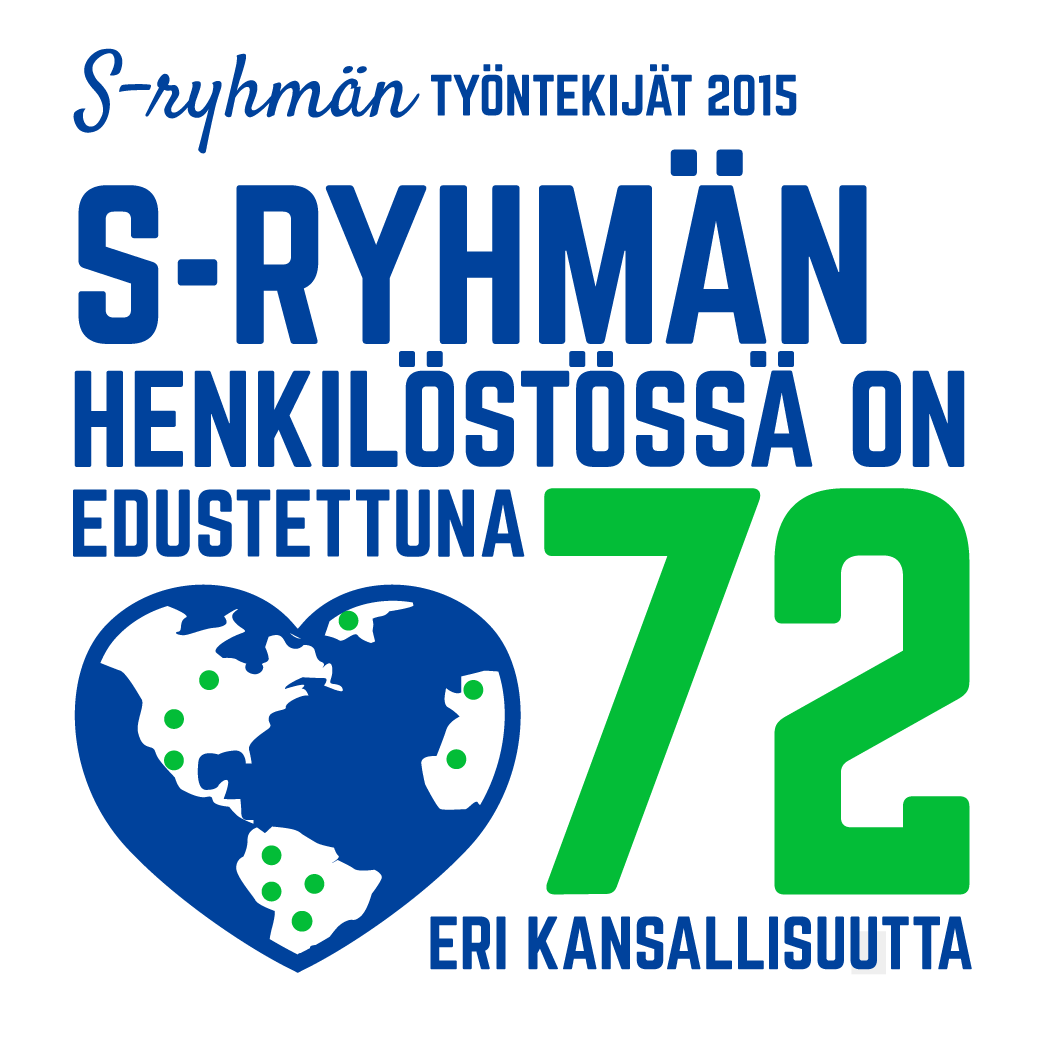 S-ryhmän TYÖNTEKIJÄT 2015
S-RYHMÄN
HENKILÖSTÖSSÄ ON
EDUSTETTUNA 72
ERI KANSALLISUUTTA